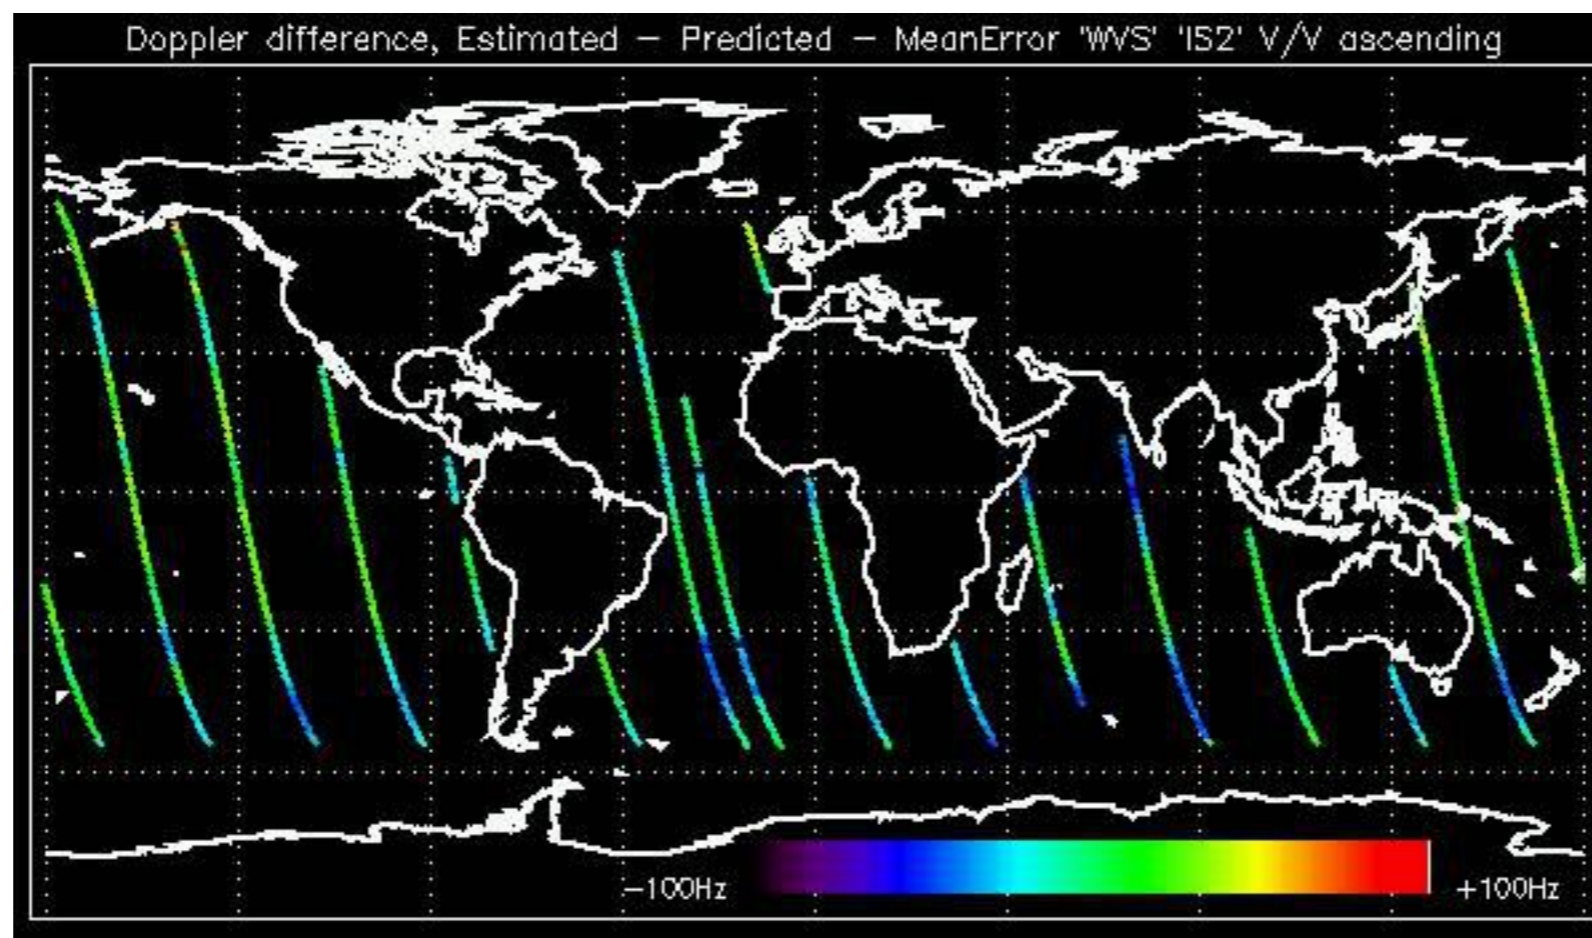 Doppler difference, Estimated – Predicted – MeanError 'WVS' 'IS2' V/V ascending
–100Hz
+100Hz